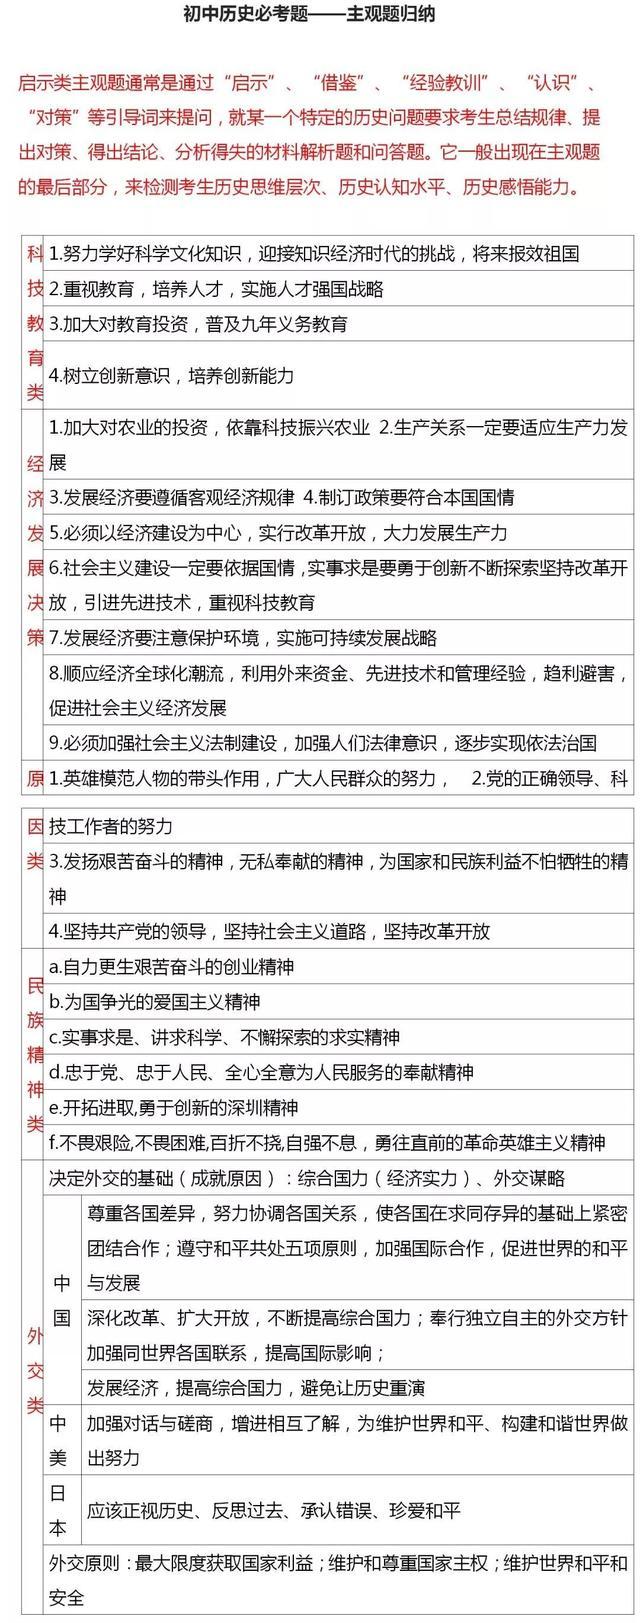 初中历史必考题——主观题归纳
启示类主观题通常是通过“启示”、“借鉴”、“经验教训”、“认识”、
“对策”等引导词来提问，就某一个特定的历史问题要求考生总结规律、提
出对策、得出结论、分析得失的材料解析题和问答题。它一般出现在主观题
的最后部分，来检测考生历史思维层次、历史认知水平、历史感悟能力。
科技教育类
1.努力学好科学文化知识，迎接知识经济时代的挑战，将来报效祖国
2.重视教育，培养人才，实施人才强国战略
3.加大对教育投资，普及九年义务教育
4.树立创新意识，培养创新能力
经济发展决策
1.加大对农业的投资，依靠科技振兴农业 2.生产关系一定要适应生产力发
展
3.发展经济要遵循客观经济规律 4.制订政策要符合本国国情
5.必须以经济建设为中心，实行改革开放，大力发展生产力
6.社会主义建设一定要依据国情,实事求是要勇于创新不断探索坚持改革开
放，引进先进技术，重视科技教育
7.发展经济要注意保护环境，实施可持续发展战略
8.顺应经济全球化潮流，利用外来资金、先进技术和管理经验，趋利避害，
促进社会主义经济发展
9.必须加强社会主义法制建设，加强人们法律意识，逐步实现依法治国
原
1.英雄模范人物的带头作用，广大人民群众的努力， 2.党的正确领导、科
因类
技工作者的努力
3.发扬艰苦奋斗的精神，无私奉献的精神，为国家和民族利益不怕牺牲的精
神
4.坚持共产党的领导，坚持社会主义道路，坚持改革开放
民族精神类
a.自力更生艰苦奋斗的创业精神
b.为国争光的爱国主义精神
c.实事求是、讲求科学、不懈探索的求实精神
d.忠于党、忠于人民、全心全意为人民服务的奉献精神
e.开拓进取,勇于创新的深圳精神
f.不畏艰险,不畏困难,百折不挠,自强不息，勇往直前的革命英雄主义精神
外交类
决定外交的基础（成就原因）：综合国力（经济实力）、外交谋略
中国
尊重各国差异，努力协调各国关系，使各国在求同存异的基础上紧密
团结合作；遵守和平共处五项原则，加强国际合作，促进世界的和平
与发展
深化改革、扩大开放，不断提高综合国力；奉行独立自主的外交方针
加强同世界各国联系，提高国际影响；
发展经济，提高综合国力，避免让历史重演
中美
加强对话与磋商，增进相互了解，为维护世界和平、构建和谐世界做
出努力
日本
应该正视历史、反思过去、承认错误、珍爱和平
外交原则：最大限度获取国家利益；维护和尊重国家主权；维护世界和平和
安全